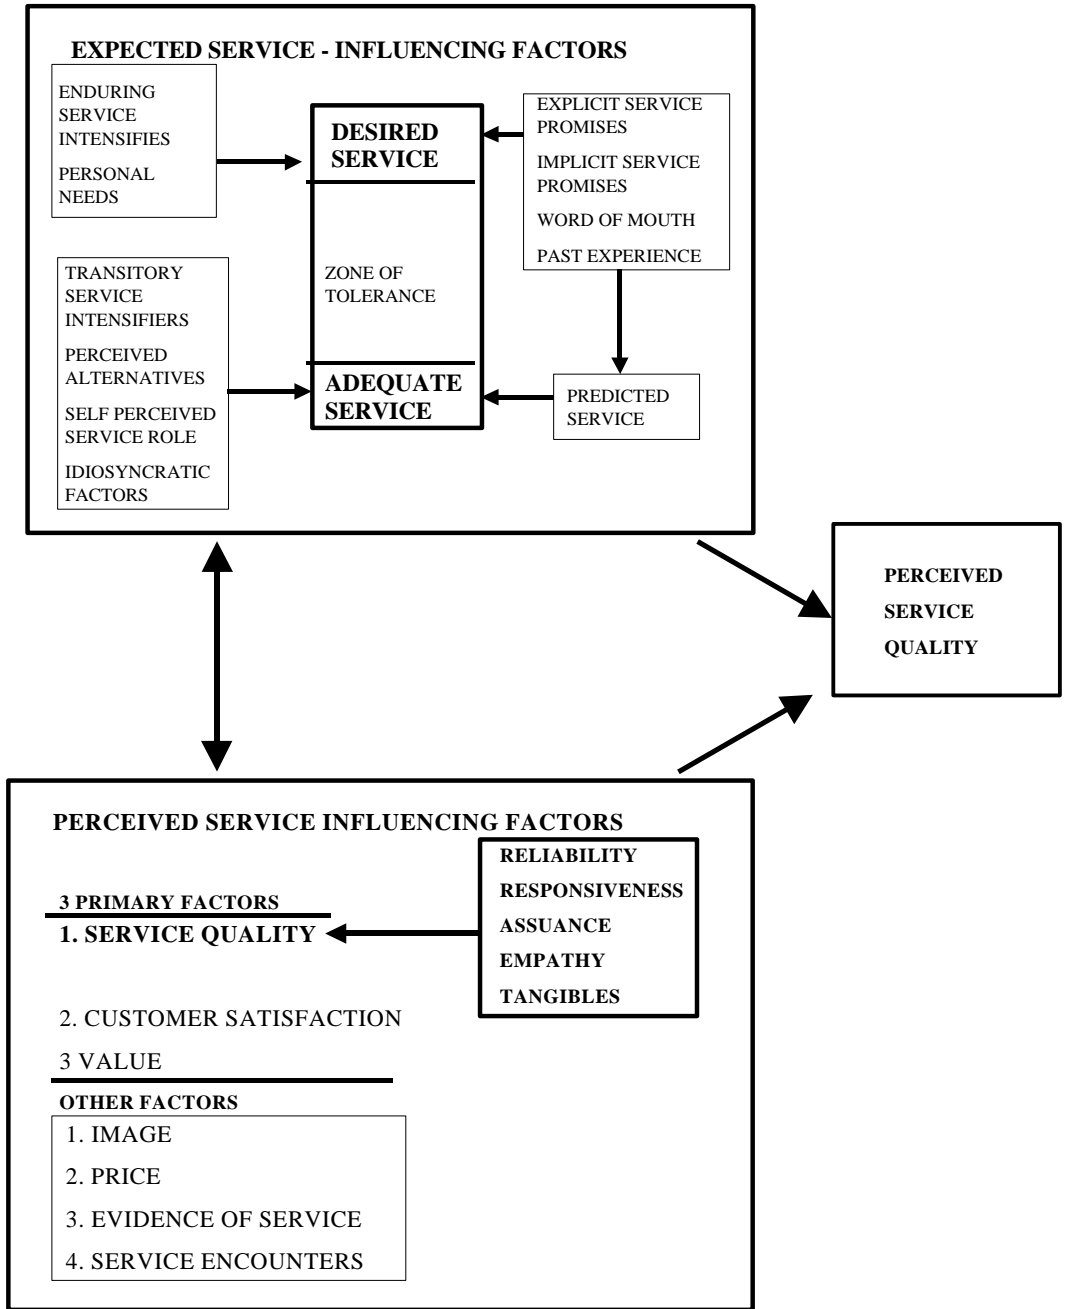 EXPECTED SERVICE - INFLUENCING FACTORS
ENDURING
SERVICE
INTENSIFIES
PERSONAL
NEEDS
DESIRED
SERVICE
EXPLICIT SERVICE
PROMISES
IMPLICIT SERVICE
PROMISES
WORD OF MOUTH
PAST EXPERIENCE
TRANSITORY
SERVICE
INTENSIFIERS
PERCEIVED
ALTERNATIVES
SELF PERCEIVED
SERVICE ROLE
IDIOSYNCRATIC
FACTORS
ZONE OF
TOLERANCE
ADEQUATE
SERVICE
PREDICTED
SERVICE
PERCEIVED
SERVICE
QUALITY
PERCEIVED SERVICE INFLUENCING FACTORS
3 PRIMARY FACTORS
1. SERVICE QUALITY
RELIABILITY
RESPONSIVENESS
ASSUANCE
EMPATHY
TANGIBLES
2. CUSTOMER SATISFACTION
3 VALUE
OTHER FACTORS
1. IMAGE
2. PRICE
3. EVIDENCE OF SERVICE
4. SERVICE ENCOUNTERS